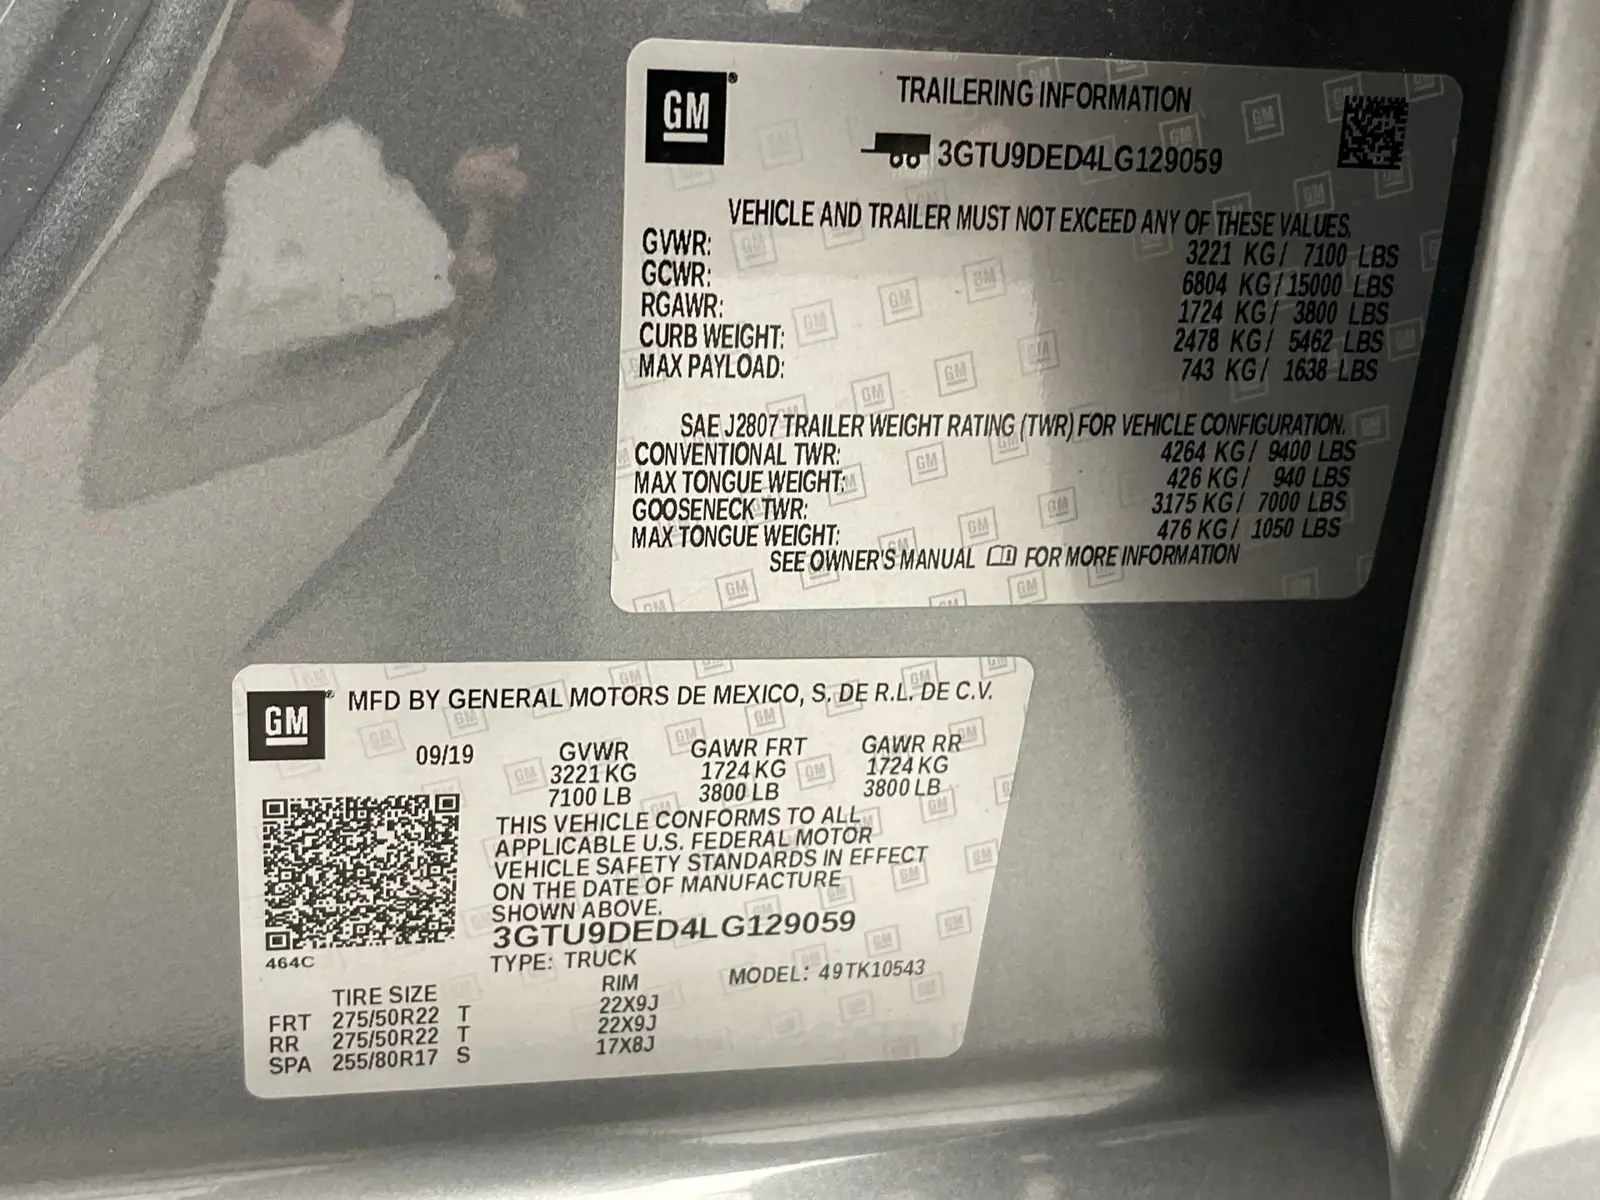 GM
TRAILERING INFORMATION
3GTU9DED4LG129059
VEHICLE AND TRAILER MUST NOT EXCEED ANY OF THESE VALUES.
GVWR: 3221 KG/ 7100 LBS
GCWR: 6804 KG/15000 LBS
RGAWR: 1724 KG/ 3800 LBS
CURB WEIGHT: 2478 KG/ 5462 LBS
MAX PAYLOAD: 743 KG/ 1638 LBS
SAE J2807 TRAILER WEIGHT RATING (TWR) FOR VEHICLE CONFIGURATION.
CONVENTIONAL TWR: 4264 KG/ 9400 LBS
MAX TONGUE WEIGHT: 426 KG/ 940 LBS
GOOSENECK TWR: 3175 KG/ 7000 LBS
MAX TONGUE WEIGHT: 476 KG/ 1050 LBS
SEE OWNER'S MANUAL FOR MORE INFORMATION
GM
MFD BY GENERAL MOTORS DE MEXICO, S. DE R.L. DE C.V.
09/19 GVWR GAWR FRT GAWR RR
3221 KG 1724 KG 1724 KG
7100 LB 3800 LB 3800 LB
THIS VEHICLE CONFORMS TO ALL
APPLICABLE U.S. FEDERAL MOTOR
VEHICLE SAFETY STANDARDS IN EFFECT
ON THE DATE OF MANUFACTURE
SHOWN ABOVE.
3GTU9DED4LG129059
464C
TYPE: TRUCK MODEL: 49TK10543
TIRE SIZE RIM
FRT 275/50R22 T 22X9J
RR 275/50R22 T 22X9J
SPA 255/80R17 S 17X8J